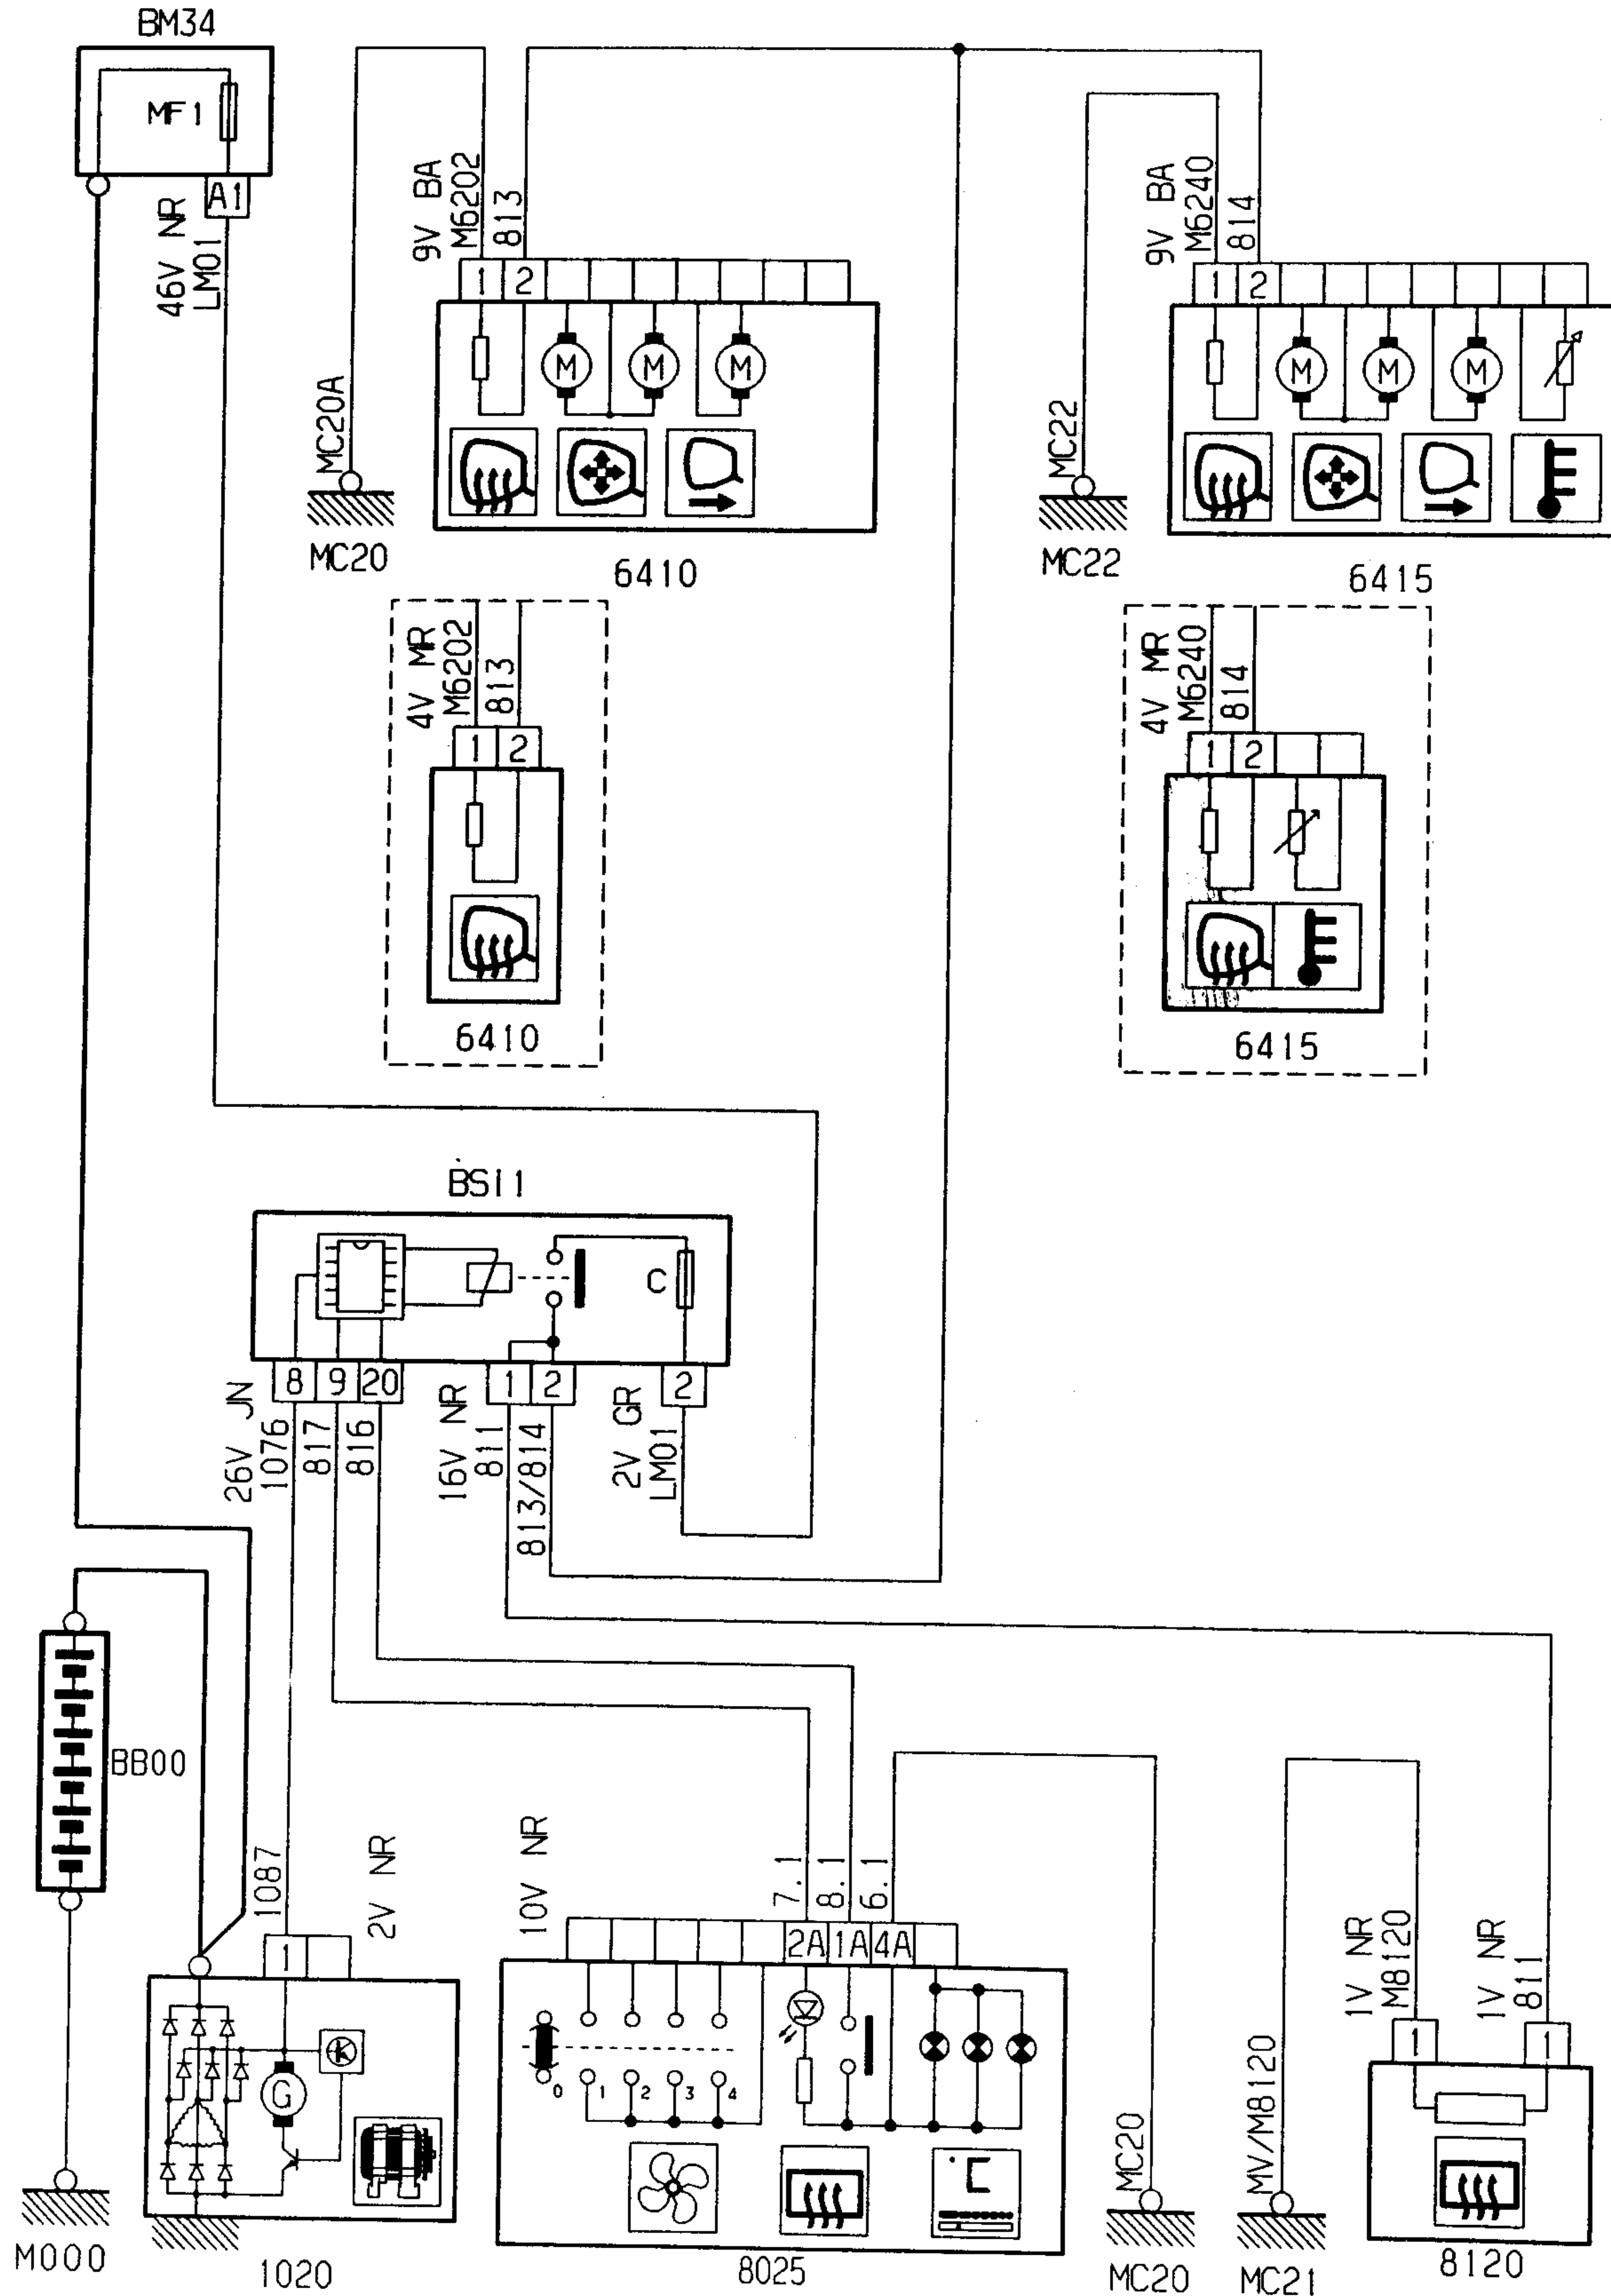 BM34
MF1
A1
46V NR
LM01
9V BA
M6202
813
1 2
M M M
MC20A
MC20
6410
9V BA
M6240
814
1 2
M M M
MC22
MC22
6415
4V MR
M6202
813
1 2
6410
4V MR
M6240
814
1 2
6415
BSI1
C
8 9 20
1 2
2
26V JN
1076
817
816
16V NR
811
813/814
2V GR
LM01
BB00
M000
1087
2V NR
1
G
1020
10V NR
7.1
8.1
6.1
2A 1A 4A
0 1 2 3 4
°C
8025
MC20
MC20
MV/M8120
MC21
1V NR
M8120
1V NR
811
1
1
8120